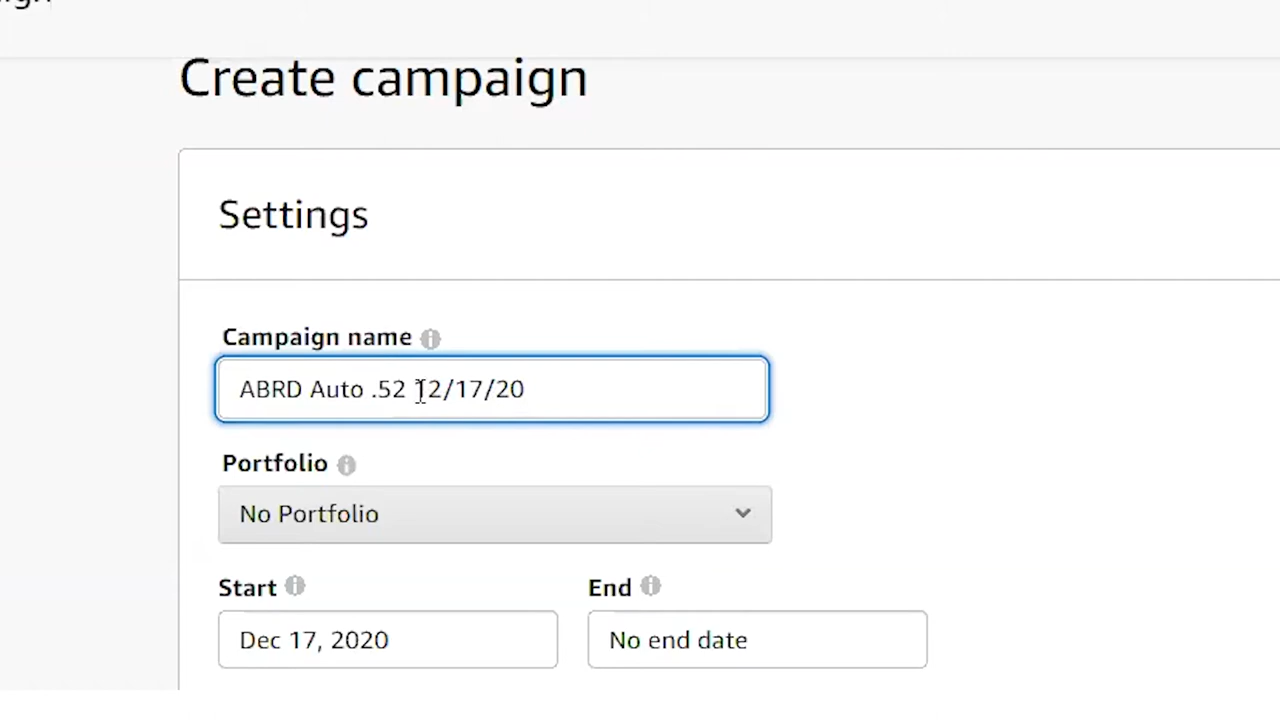 Create campaign
Settings
Campaign name
ABRD Auto .52 12/17/20
Portfolio
No Portfolio
Start End
Dec 17, 2020 No end date